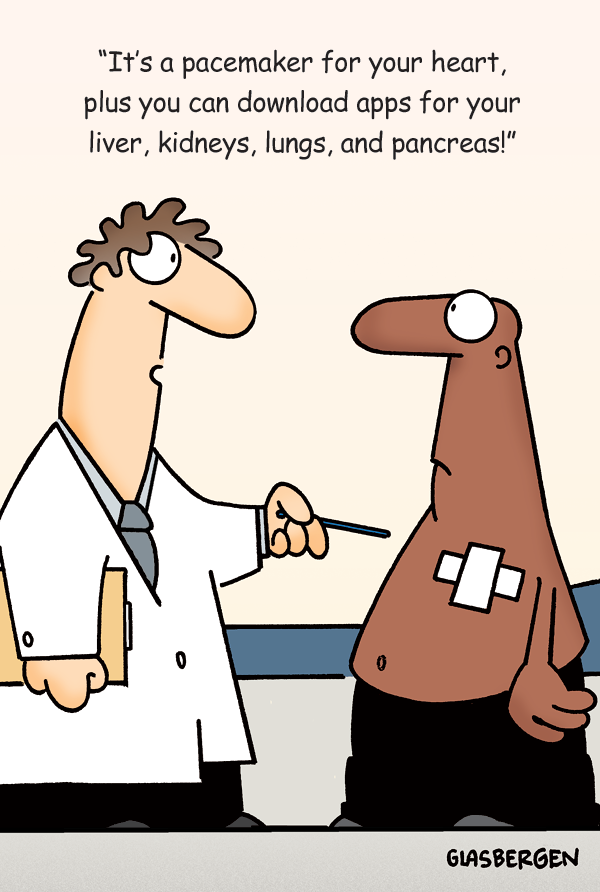 “It’s a pacemaker for your heart,
plus you can download apps for your
liver, kidneys, lungs, and pancreas!”
GLASBERGEN